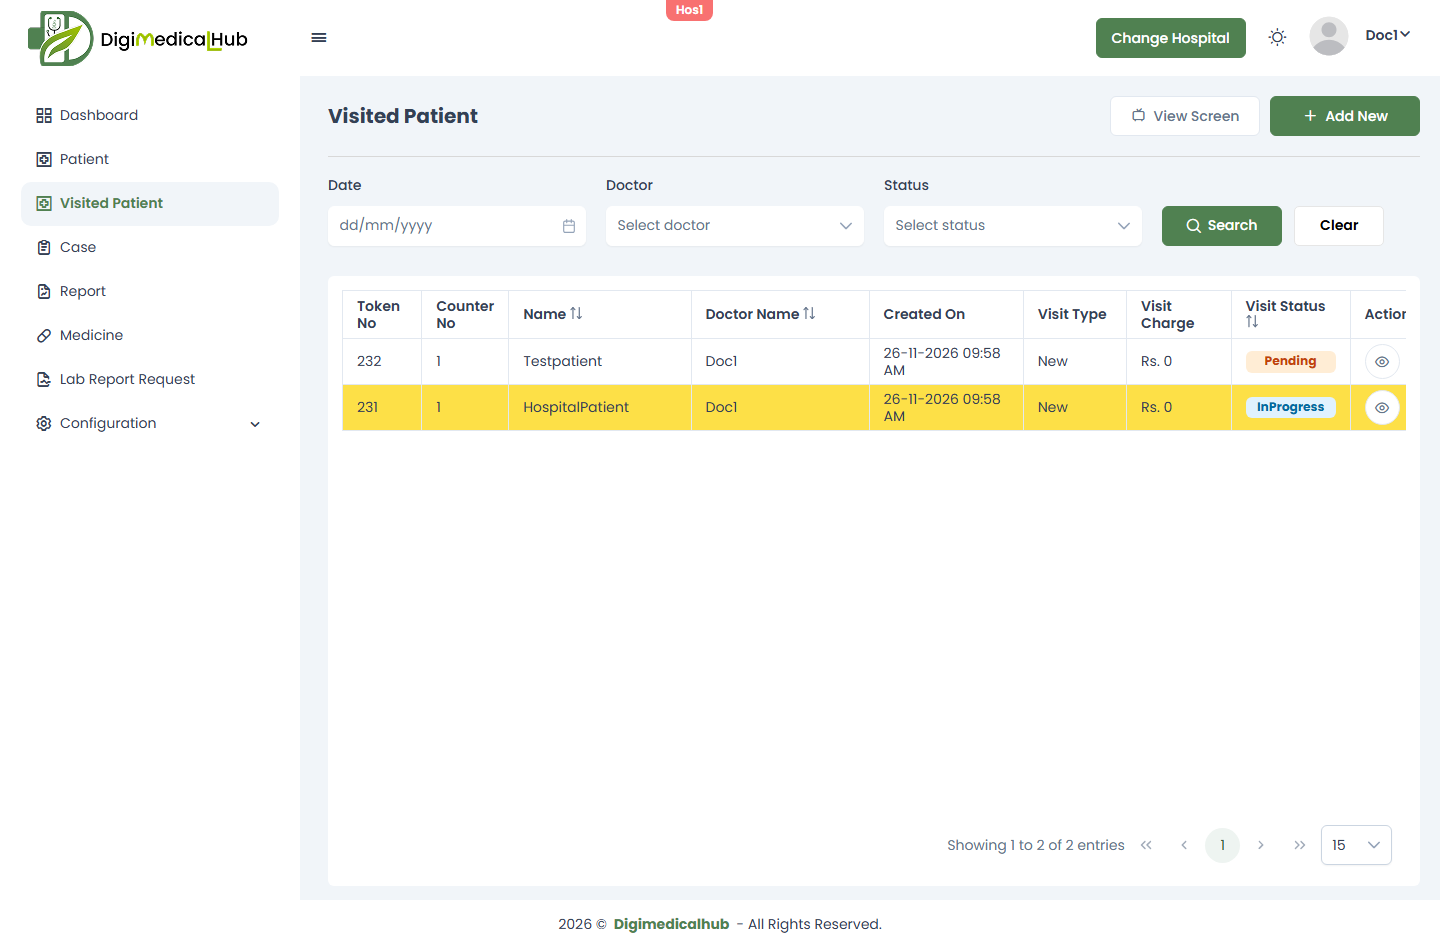 Hos1
DigiMedicalHub
Change Hospital
Doc1
Dashboard
Patient
Visited Patient
Case
Report
Medicine
Lab Report Request
Configuration
Visited Patient
View Screen
Add New
Date
Doctor
Status
dd/mm/yyyy
Select doctor
Select status
Search
Clear
Token No
Counter No
Name
Doctor Name
Created On
Visit Type
Visit Charge
Visit Status
Action
232
1
Testpatient
Doc1
26-11-2026 09:58 AM
New
Rs. 0
Pending
231
1
HospitalPatient
Doc1
26-11-2026 09:58 AM
New
Rs. 0
InProgress
Showing 1 to 2 of 2 entries
1
15
2026 © Digimedicalhub - All Rights Reserved.